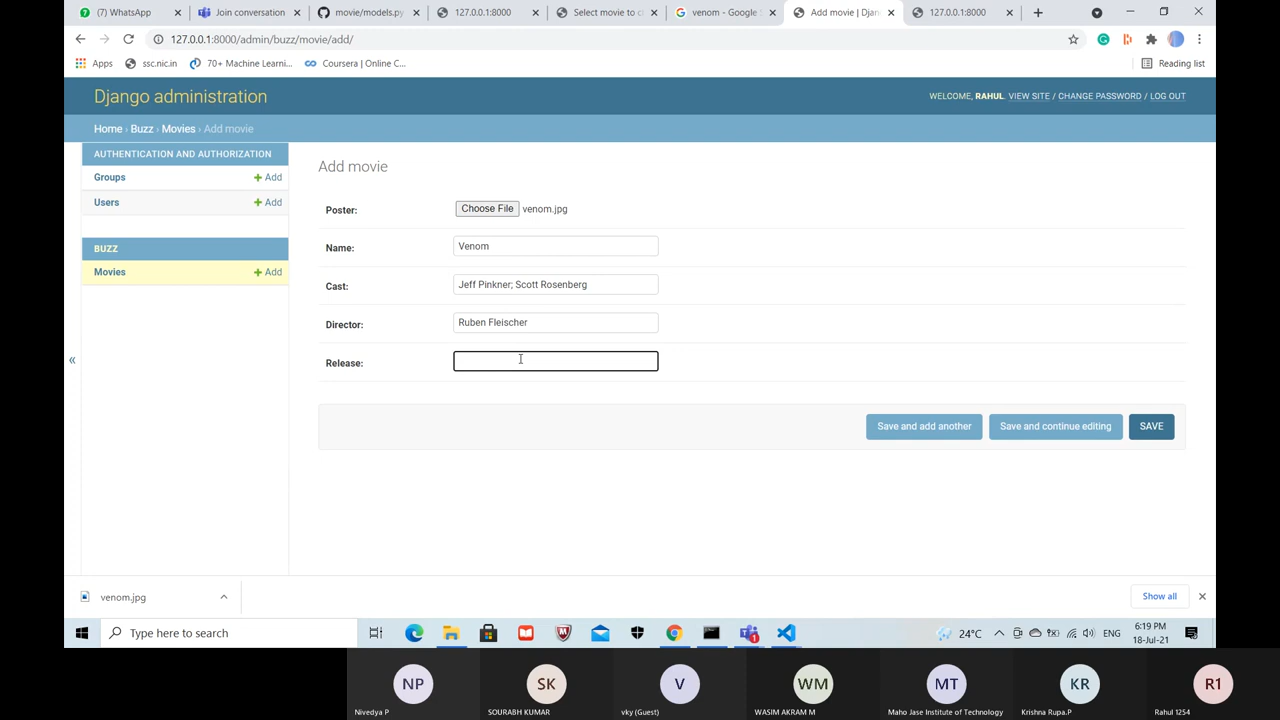 (7) WhatsApp
Join conversation
movie/models.py
127.0.0.1:8000
Select movie to c
venom - Google
Add movie | Djan
127.0.0.1:8000
127.0.0.1:8000/admin/buzz/movie/add/
Apps
ssc.nic.in
70+ Machine Learni...
Coursera | Online C...
Reading list
Django administration
WELCOME, RAHUL. VIEW SITE / CHANGE PASSWORD / LOG OUT
Home › Buzz › Movies › Add movie
AUTHENTICATION AND AUTHORIZATION
Groups
+ Add
Users
+ Add
BUZZ
Movies
+ Add
«
Add movie
Poster:
Choose File venom.jpg
Name:
Venom
Cast:
Jeff Pinkner; Scott Rosenberg
Director:
Ruben Fleischer
Release:
Save and add another
Save and continue editing
SAVE
venom.jpg
Show all
Type here to search
1
24°C
ENG
6:19 PM
18-Jul-21
NP
SK
V
WM
MT
KR
R1
Nivedya P
SOURABH KUMAR
vky (Guest)
WASIM AKRAM M
Maho Jase Institute of Technology
Krishna Rupa.P
Rahul 1254